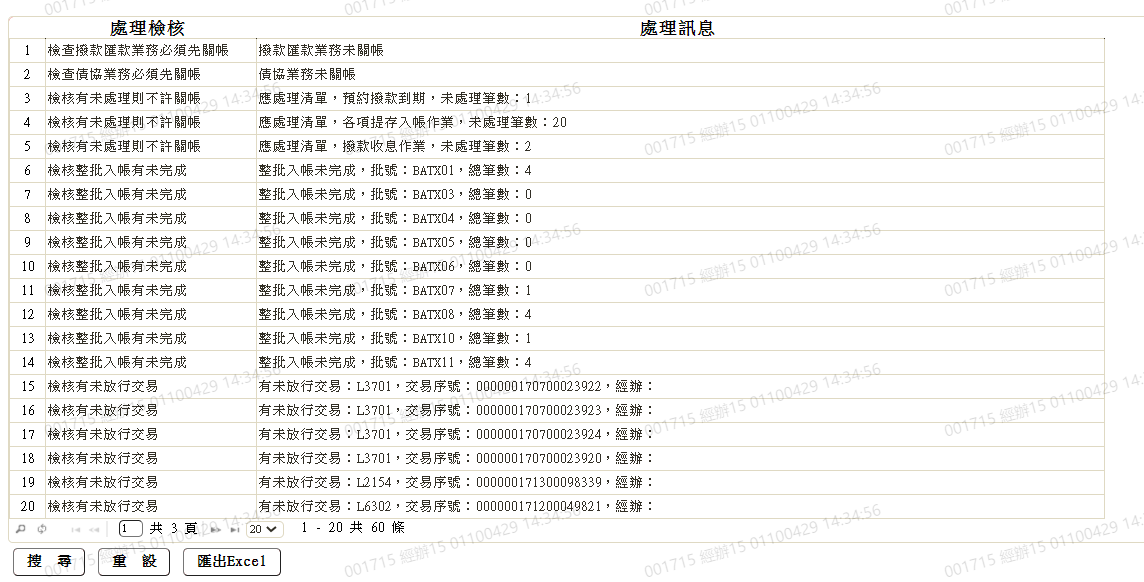 處理檢核 處理訊息
1 檢查撥款匯款業務必須先關帳 撥款匯款業務未關帳
2 檢查債協業務必須先關帳 債協業務未關帳
3 檢核有未處理則不許關帳 應處理清單，預約撥款到期，未處理筆數：1
4 檢核有未處理則不許關帳 應處理清單，各項提存入帳作業，未處理筆數：20
5 檢核有未處理則不許關帳 應處理清單，撥款收息作業，未處理筆數：2
6 檢核整批入帳有未完成 整批入帳未完成，批號：BATX01，總筆數：4
7 檢核整批入帳有未完成 整批入帳未完成，批號：BATX03，總筆數：0
8 檢核整批入帳有未完成 整批入帳未完成，批號：BATX04，總筆數：0
9 檢核整批入帳有未完成 整批入帳未完成，批號：BATX05，總筆數：0
10 檢核整批入帳有未完成 整批入帳未完成，批號：BATX06，總筆數：0
11 檢核整批入帳有未完成 整批入帳未完成，批號：BATX07，總筆數：1
12 檢核整批入帳有未完成 整批入帳未完成，批號：BATX08，總筆數：4
13 檢核整批入帳有未完成 整批入帳未完成，批號：BATX10，總筆數：1
14 檢核整批入帳有未完成 整批入帳未完成，批號：BATX11，總筆數：4
15 檢核有未放行交易 有未放行交易：L3701，交易序號：000000170700023922，經辦：
16 檢核有未放行交易 有未放行交易：L3701，交易序號：000000170700023923，經辦：
17 檢核有未放行交易 有未放行交易：L3701，交易序號：000000170700023924，經辦：
18 檢核有未放行交易 有未放行交易：L3701，交易序號：000000170700023920，經辦：
19 檢核有未放行交易 有未放行交易：L2154，交易序號：000000171300098339，經辦：
20 檢核有未放行交易 有未放行交易：L6302，交易序號：000000171200049821，經辦：
1 共 3 頁 20 1 - 20 共 60 條
搜 尋 重 設 匯出Excel
001715 經辦15 01100429 14:34:56